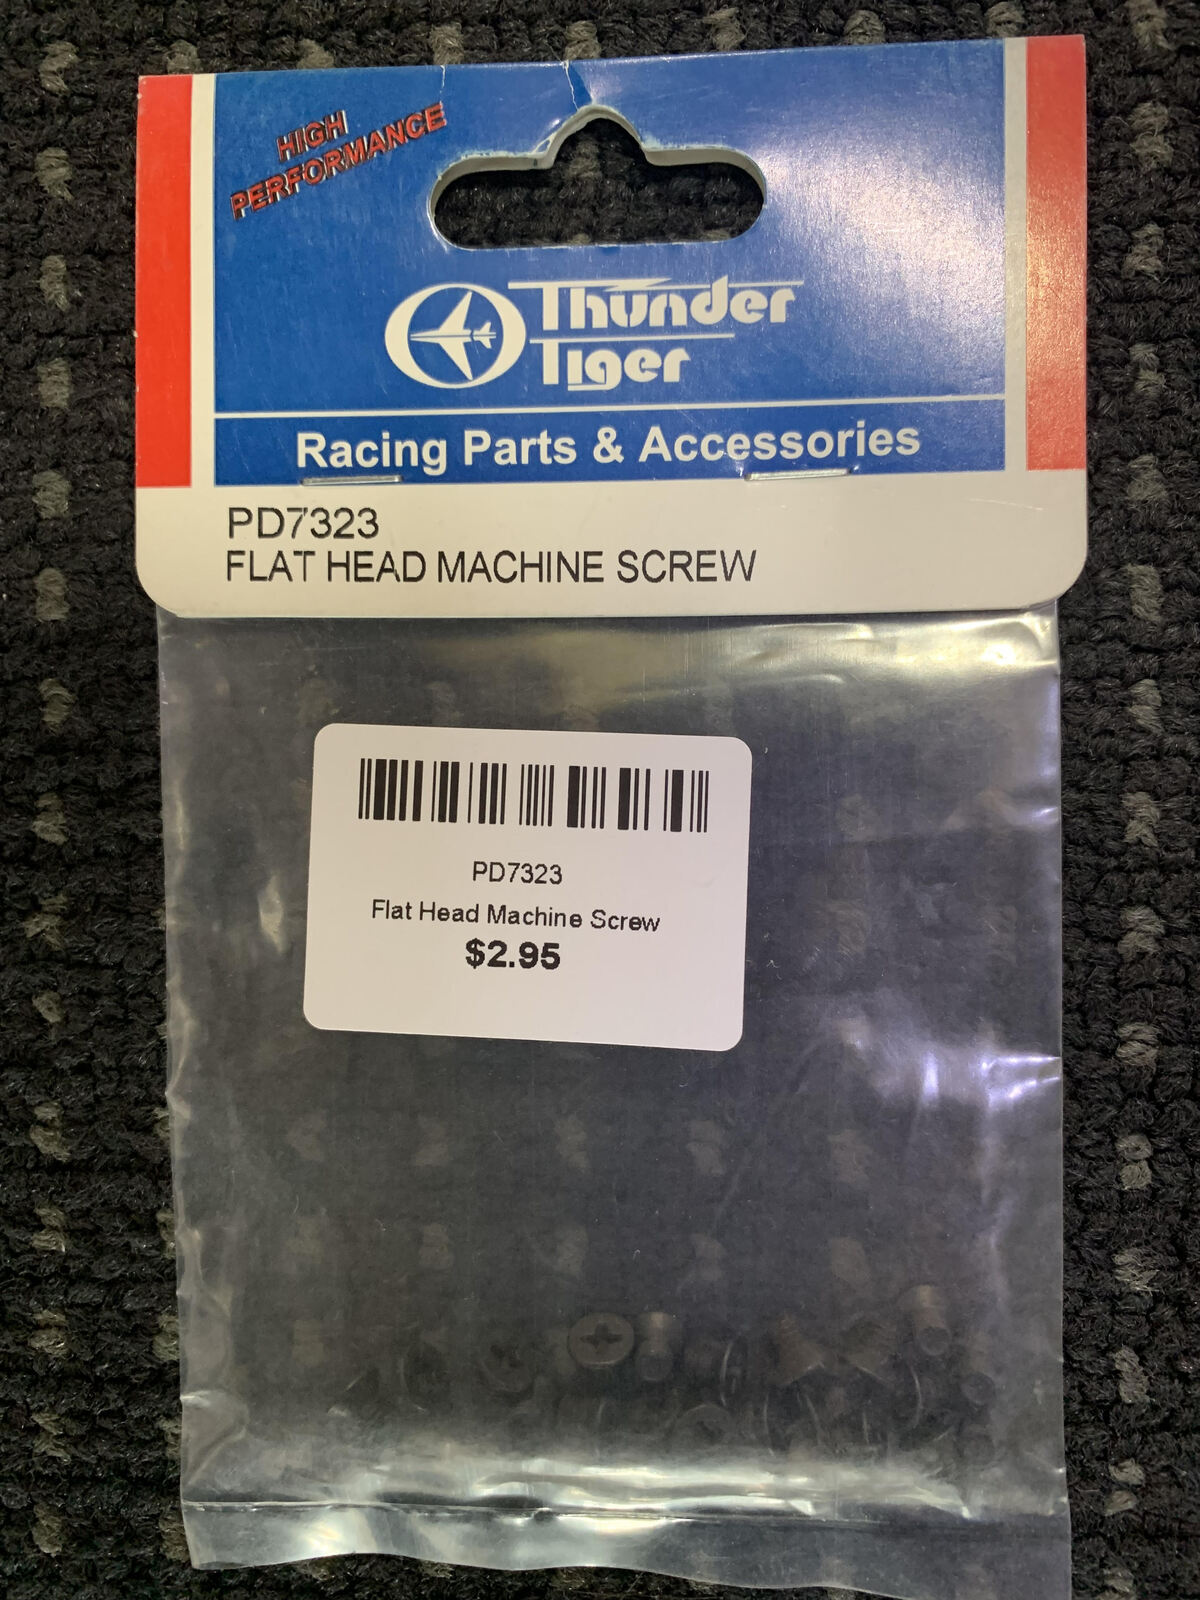 HIGH
PERFORMANCE
Thunder
Tiger
Racing Parts & Accessories
PD7323
FLAT HEAD MACHINE SCREW
PD7323
Flat Head Machine Screw
$2.95